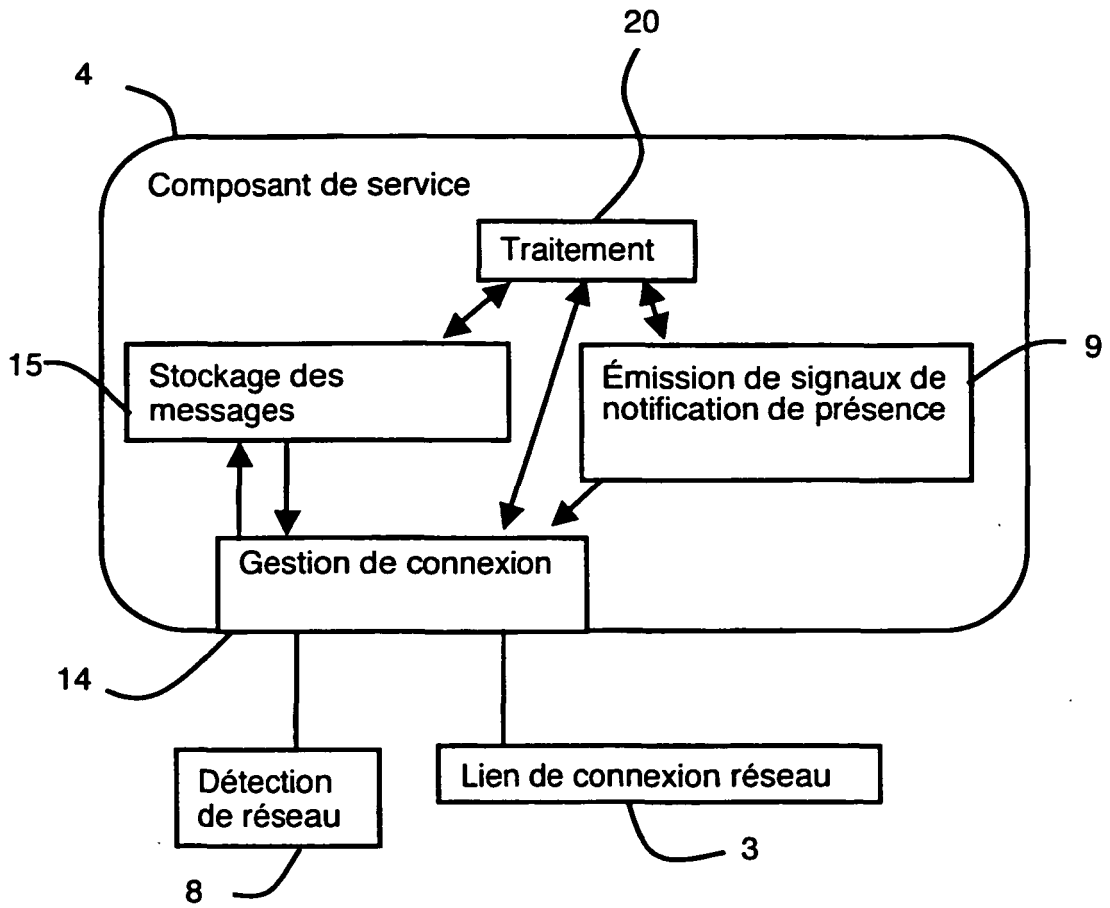 20
4
Composant de service
Traitement
15
Stockage des
messages
Émission de signaux de
notification de présence
9
Gestion de connexion
14
Détection
de réseau
Lien de connexion réseau
3
8